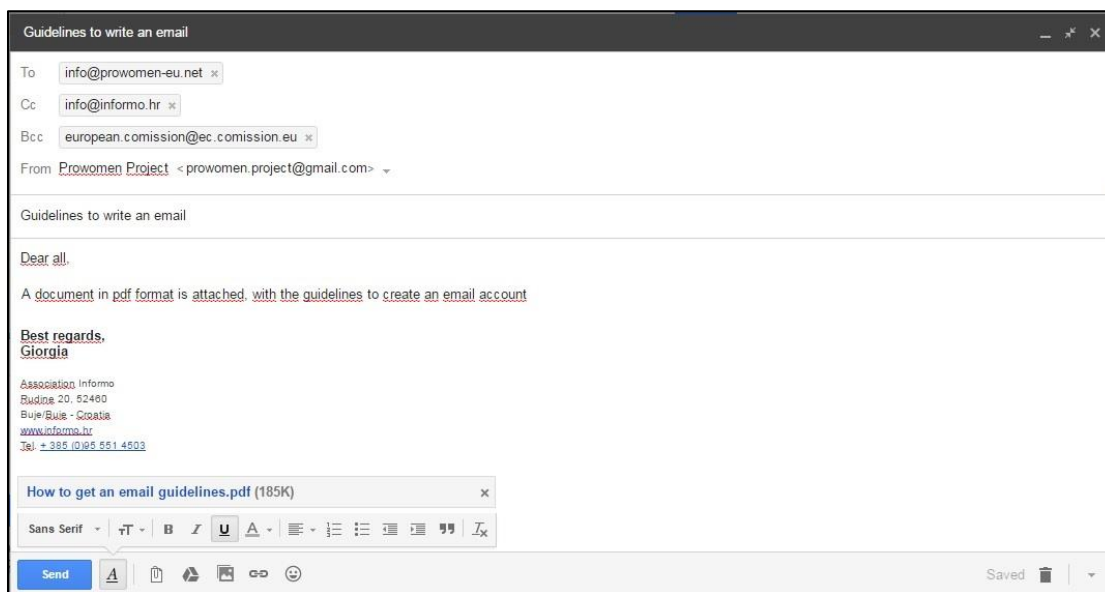 Guidelines to write an email
To info@prowomen-eu.net ×
Cc info@informo.hr ×
Bcc european.comission@ec.comission.eu ×
From Prowomen Project <prowomen.project@gmail.com>
Guidelines to write an email
Dear all,
A document in pdf format is attached, with the guidelines to create an email account
Best regards,
Giorgia
Association Informo
Rudine 20, 52460
Buje/Buie - Croatia
www.informo.hr
Tel. + 385 (0)95 551 4503
How to get an email guidelines.pdf (185K) ×
Sans Serif TT B I U A Tx
Send A Saved